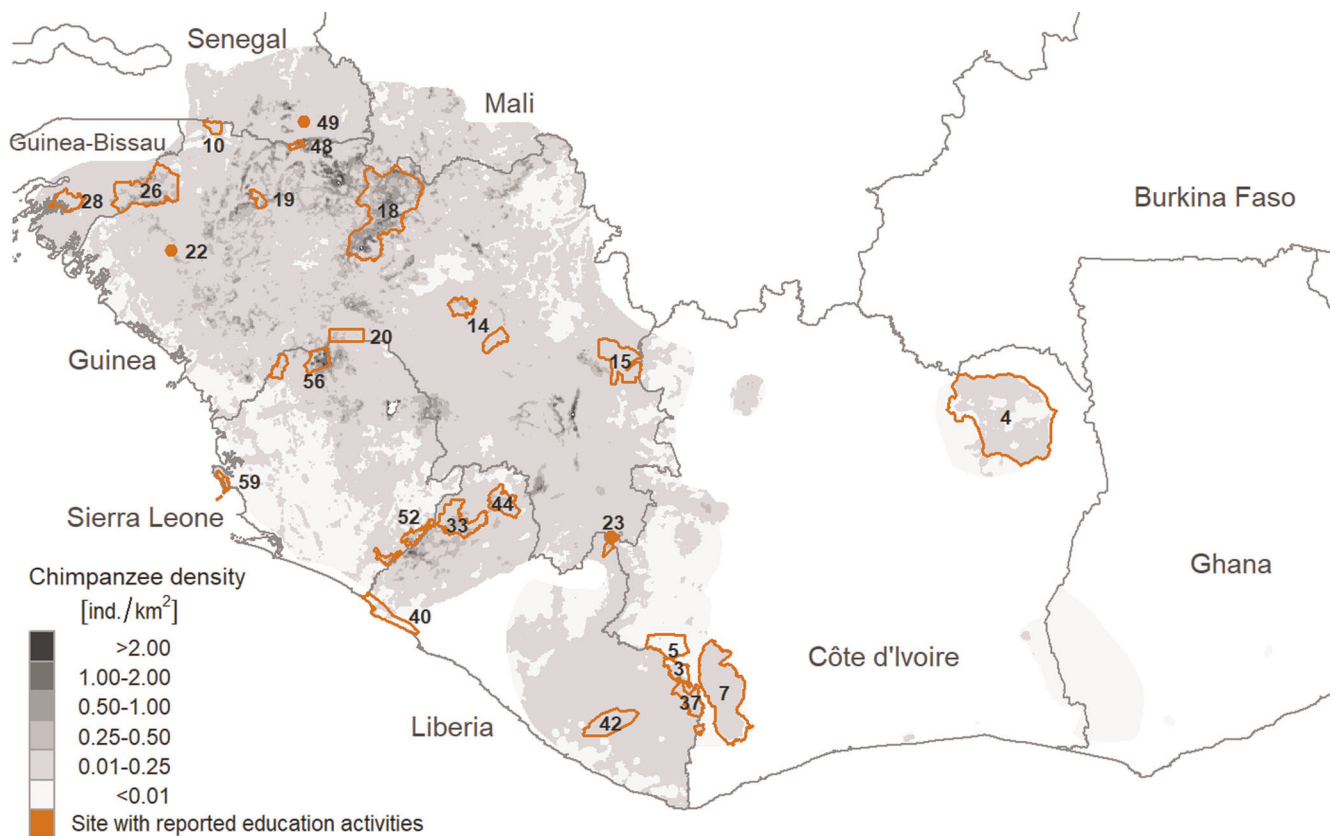 Senegal
Mali
49
Guinea-Bissau
10
48
26
28
19
18
Burkina Faso
22
14
20
Guinea
56
15
4
59
Sierra Leone
52
33
44
23
Ghana
Chimpanzee density
[ind./km²]
>2.00
1.00-2.00
0.50-1.00
0.25-0.50
0.01-0.25
<0.01
Site with reported education activities
40
5
3
7
37
Côte d'Ivoire
42
Liberia